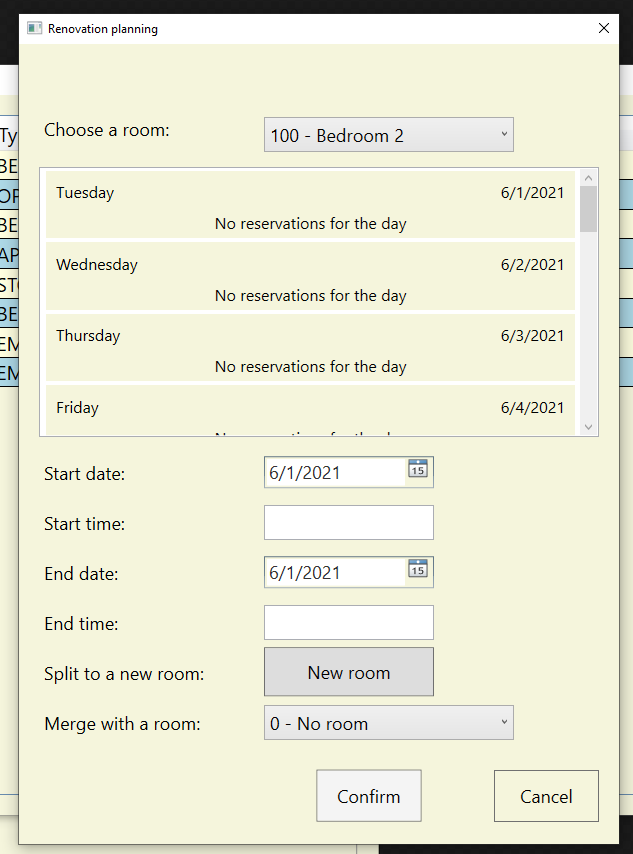 Renovation planning
Ty
Choose a room: 100 - Bedroom 2
BE
Tuesday 6/1/2021
OP
No reservations for the day
BE
AP
Wednesday 6/2/2021
STO
No reservations for the day
BE
Thursday 6/3/2021
EM
No reservations for the day
EM
Friday 6/4/2021
Start date: 6/1/2021 15
Start time:
End date: 6/1/2021 15
End time:
Split to a new room: New room
Merge with a room: 0 - No room
Confirm Cancel